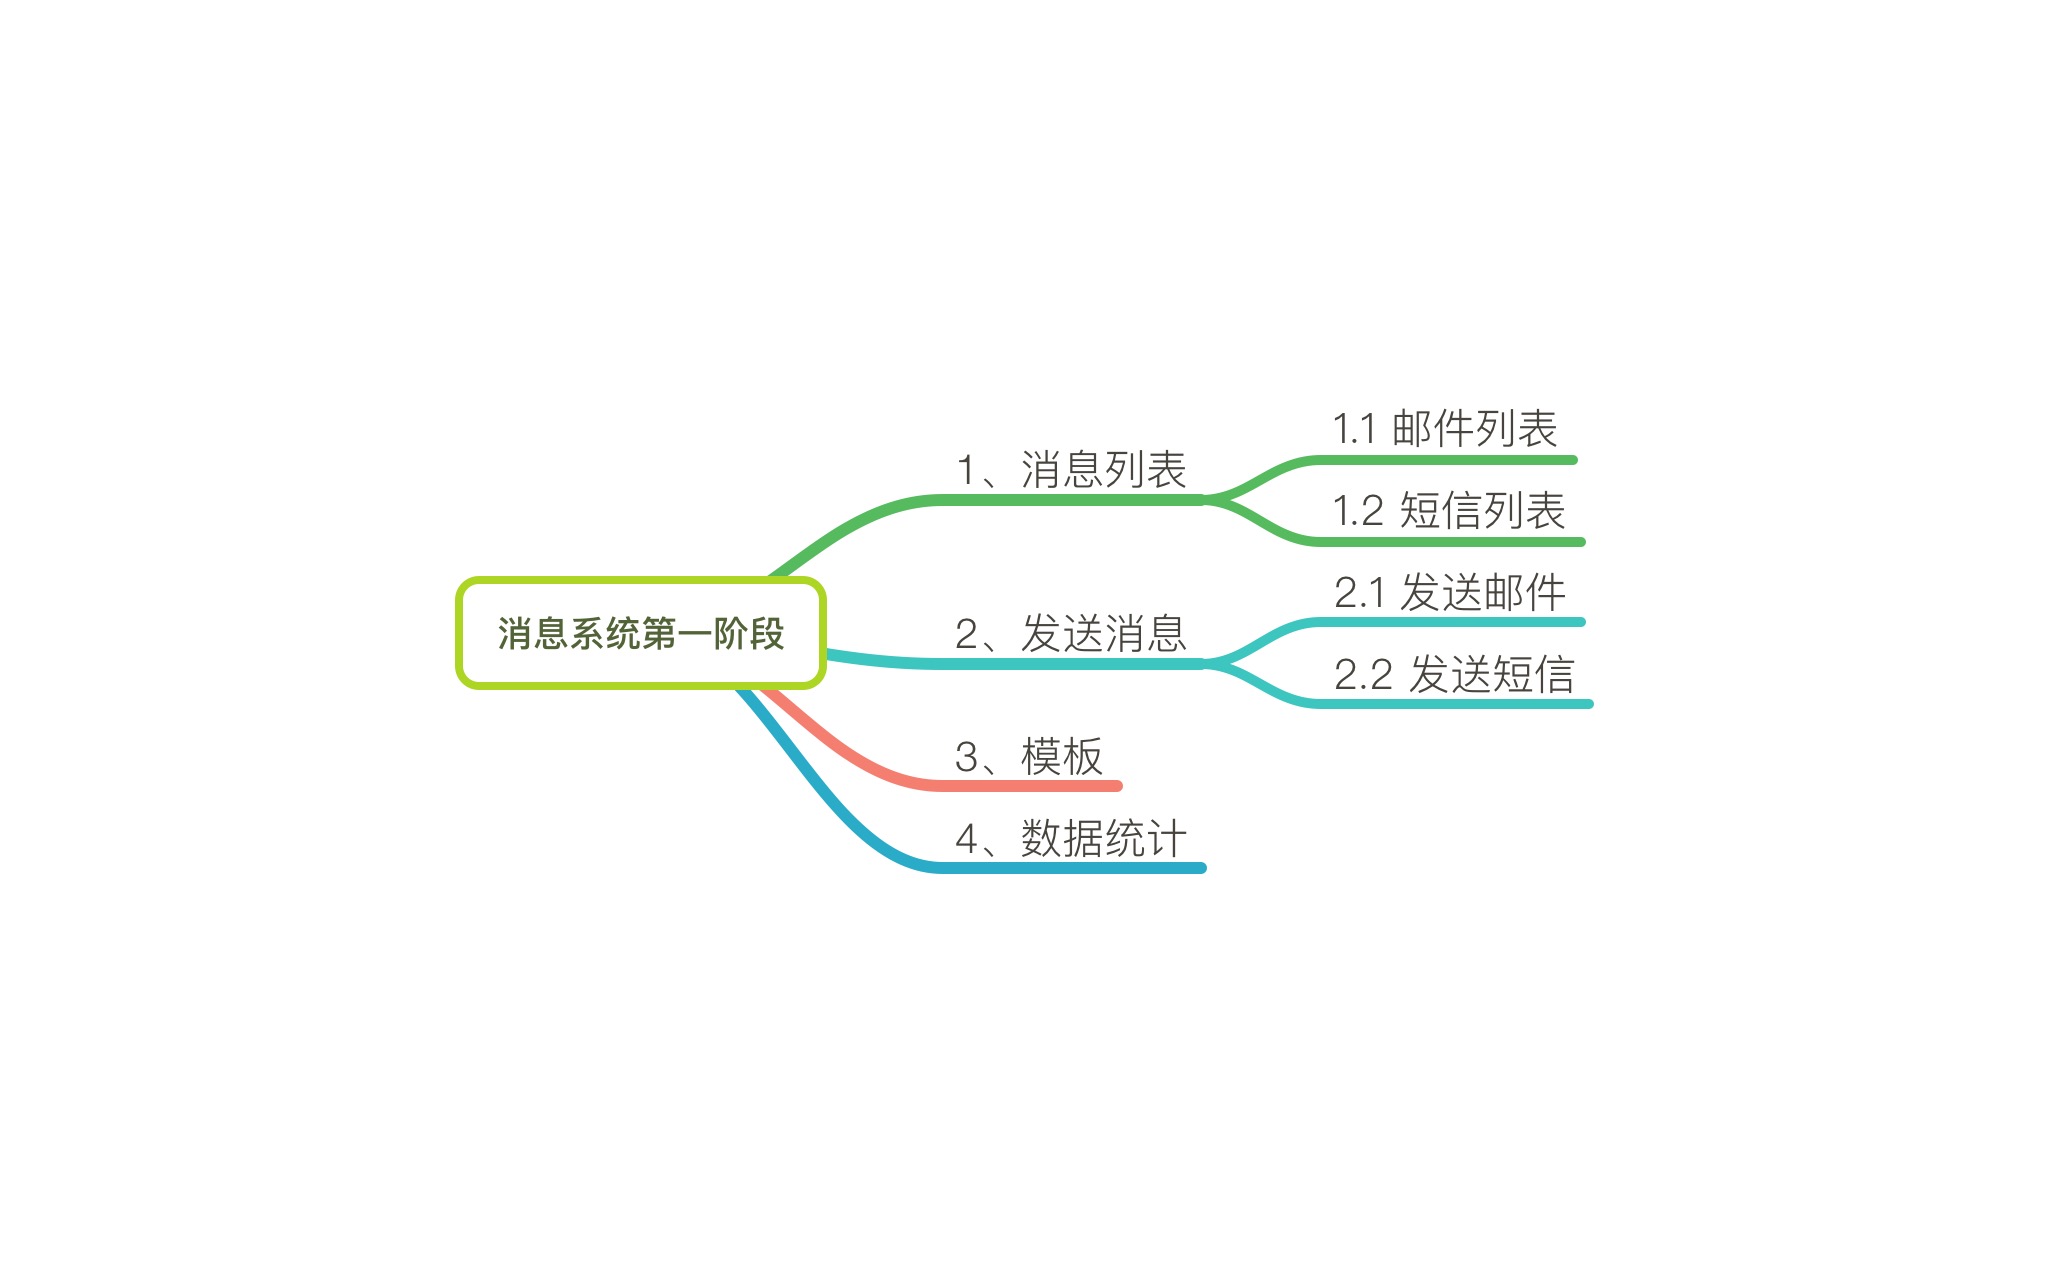 消息系统第一阶段
1、消息列表
1.1 邮件列表
1.2 短信列表
2、发送消息
2.1 发送邮件
2.2 发送短信
3、模板
4、数据统计